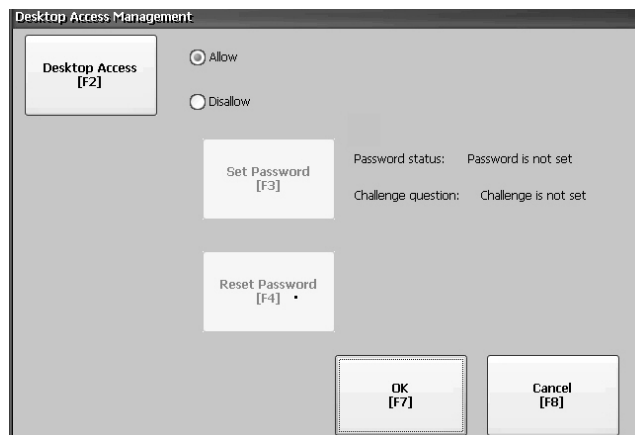 Desktop Access Management
Desktop Access
[F2]
Allow
Disallow
Set Password
[F3]
Password status: Password is not set
Challenge question: Challenge is not set
Reset Password
[F4]
OK
[F7]
Cancel
[F8]